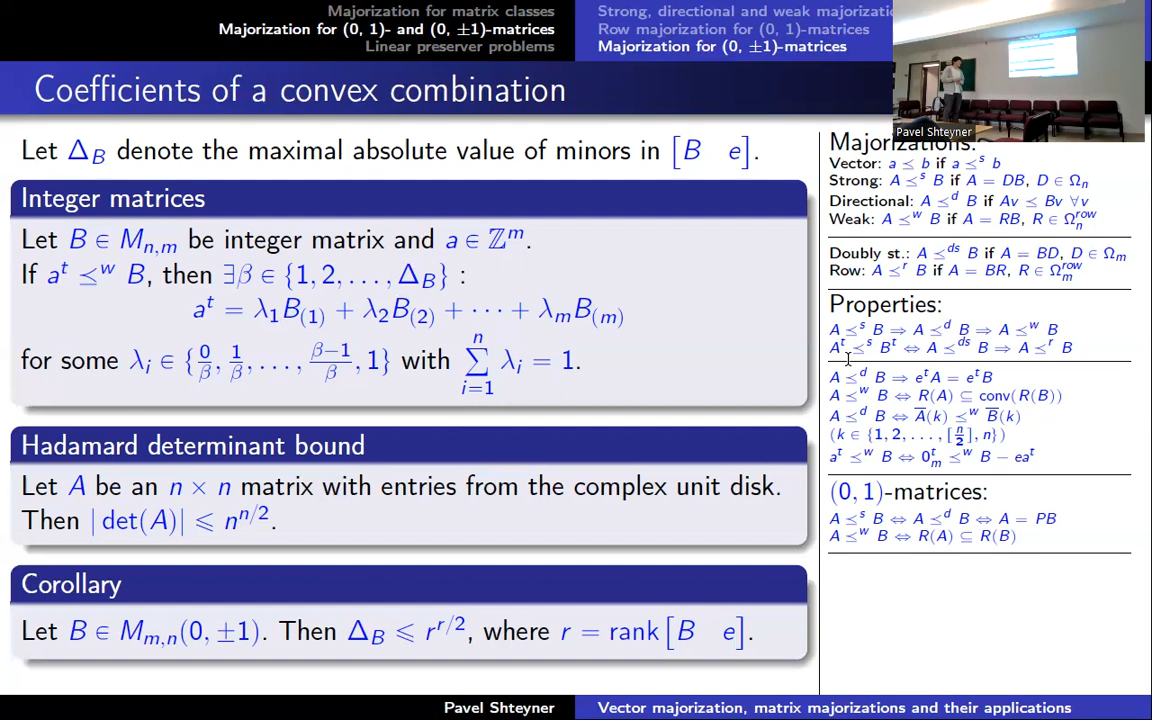 Majorization for matrix classes
Majorization for (0, 1)- and (0, ±1)-matrices
Linear preserver problems
Strong, directional and weak
Row majorization for (0, 1)-matrices
Majorization for (0, ±1)-matrices
Coefficients of a convex combination
Pavel Shteyner
Let Δ_B denote the maximal absolute value of minors in [B e].
Integer matrices
Let B ∈ M_{n,m} be integer matrix and a ∈ ℤ^m.
If a^t ⪯^w B, then ∃β ∈ {1, 2, . . . , Δ_B} :
a^t = λ_1B_{(1)} + λ_2B_{(2)} + · · · + λ_mB_{(m)}
for some λ_i ∈ {0/β, 1/β, . . . , (β−1)/β, 1} with ∑_{i=1}^{n} λ_i = 1.
Hadamard determinant bound
Let A be an n × n matrix with entries from the complex unit disk.
Then |det(A)| ⩽ n^{n/2}.
Corollary
Let B ∈ M_{m,n}(0, ±1). Then Δ_B ⩽ r^{r/2}, where r = rank[B e].
Majorizations:
Vector: a ⪯ b if a ⪯^s b
Strong: A ⪯^s B if A = DB, D ∈ Ω_n
Directional: A ⪯^d B if Av ⪯ Bv ∀v
Weak: A ⪯^w B if A = RB, R ∈ Ω_n^{row}
Doubly st.: A ⪯^{ds} B if A = BD, D ∈ Ω_m
Row: A ⪯^r B if A = BR, R ∈ Ω_m^{row}
Properties:
A ⪯^s B ⇒ A ⪯^d B ⇒ A ⪯^w B
A^t ⪯^s B^t ⇔ A ⪯^{ds} B ⇒ A ⪯^r B
A ⪯^d B ⇒ e^tA = e^tB
A ⪯^w B ⇔ R(A) ⊆ conv(R(B))
A ⪯^d B ⇔ A̅(k) ⪯^w B̅(k)
(k ∈ {1, 2, . . . , [n/2], n})
a^t ⪯^w B ⇔ 0_m^t ⪯^w B − ea^t
(0, 1)-matrices:
A ⪯^s B ⇔ A ⪯^d B ⇔ A = PB
A ⪯^w B ⇔ R(A) ⊆ R(B)
Pavel Shteyner
Vector majorization, matrix majorizations and their applications